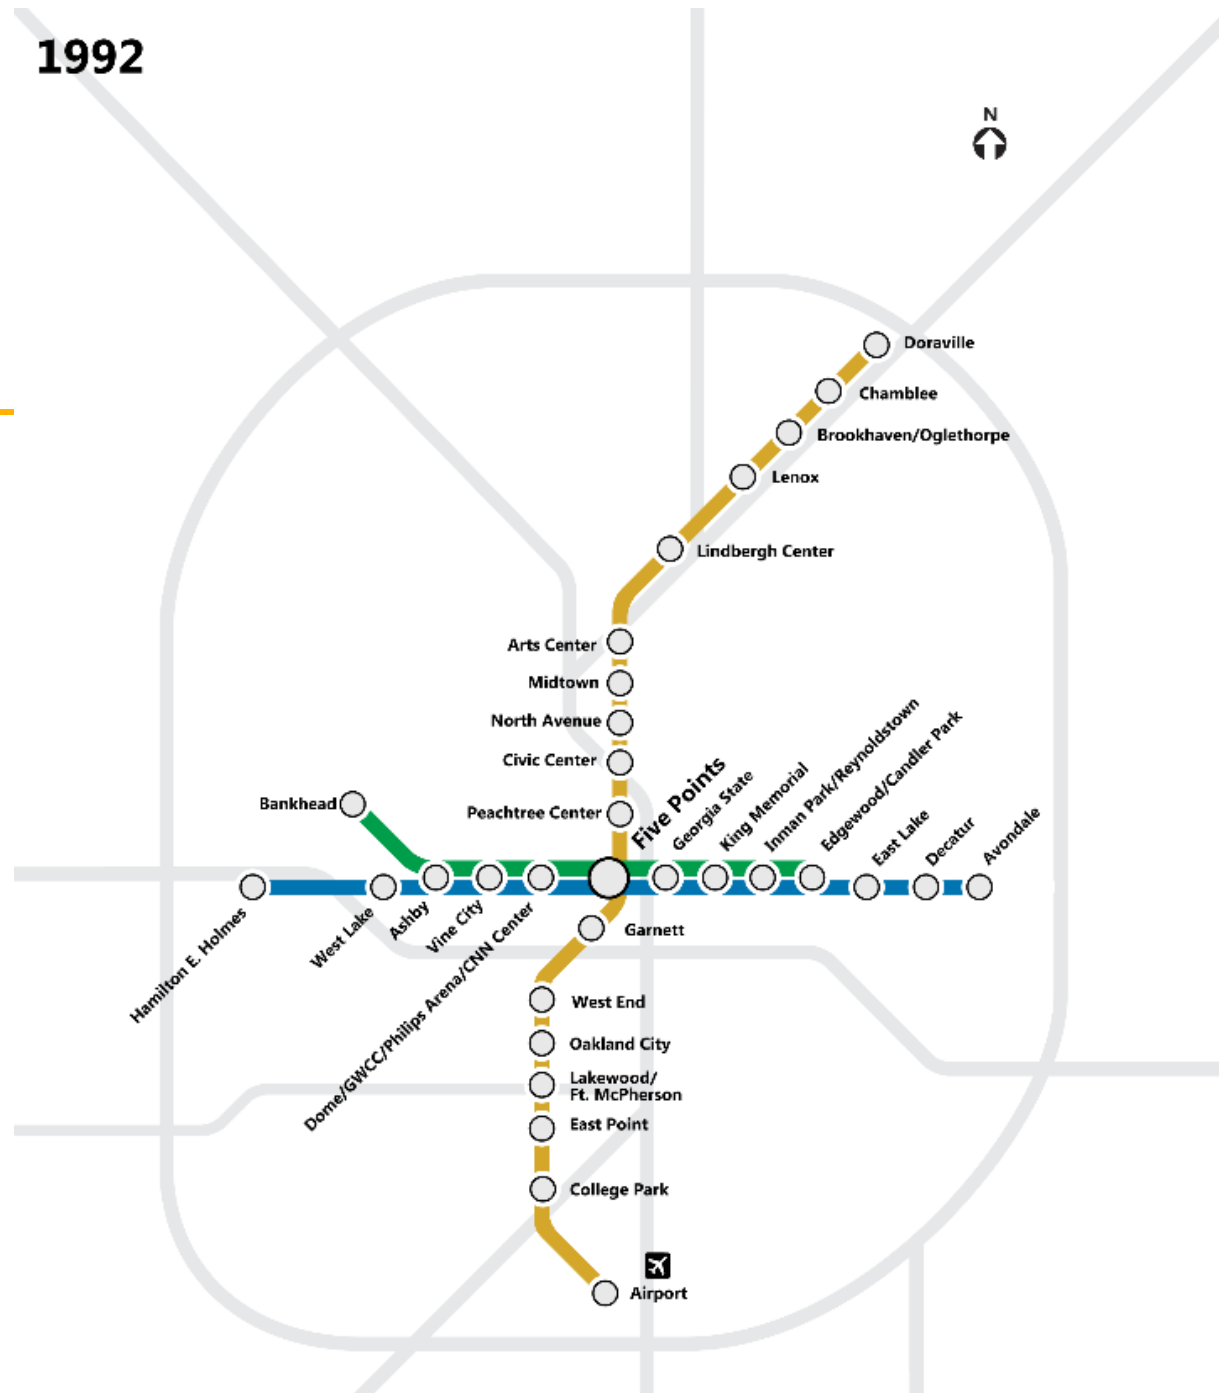 1992
N
Doraville
Chamblee
Brookhaven/Oglethorpe
Lenox
Lindbergh Center
Arts Center
Midtown
North Avenue
Civic Center
Peachtree Center
Bankhead
Five Points
Georgia State
King Memorial
Inman Park/Reynoldstown
Edgewood/Candler Park
East Lake
Decatur
Avondale
Hamilton E. Holmes
West Lake
Ashby
Vine City
Dome/GWCC/Philips Arena/CNN Center
Garnett
West End
Oakland City
Lakewood/
Ft. McPherson
East Point
College Park
Airport